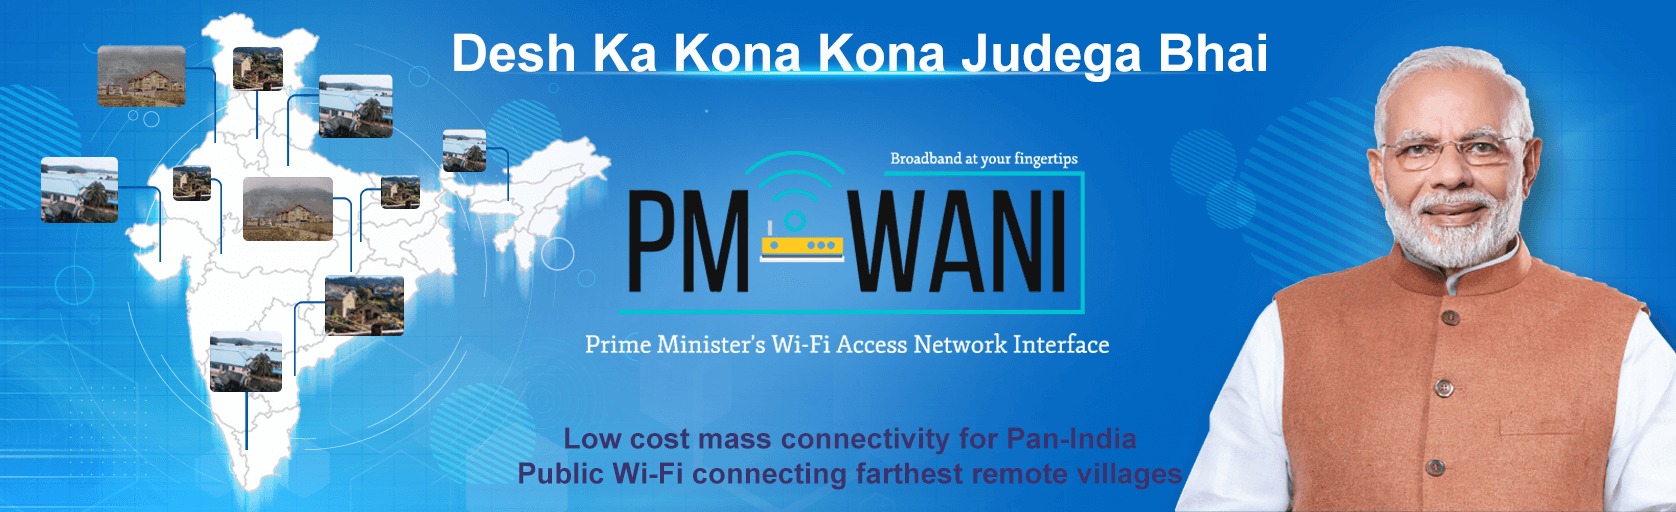 Desh Ka Kona Kona Judega Bhai
Broadband at your fingertips
PM WANI
Prime Minister's Wi-Fi Access Network Interface
Low cost mass connectivity for Pan-India
Public Wi-Fi connecting farthest remote villages